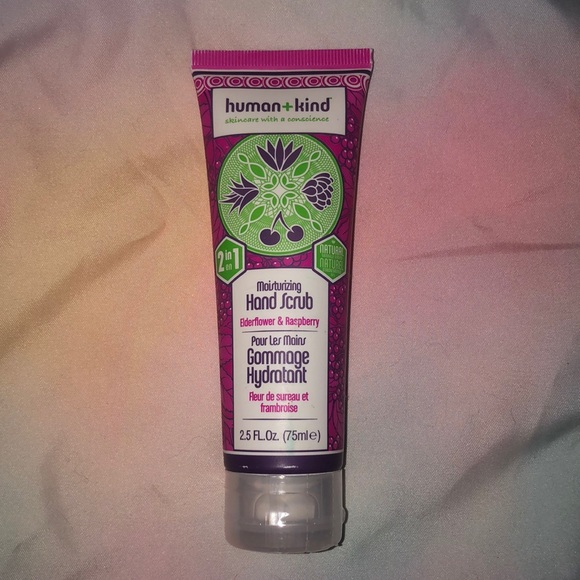 human+kind
skincare with a conscience
2 in
en 1
NATURAL
Moisturizing
Hand Scrub
Elderflower & Raspberry
Pour Les Mains
Gommage
Hydratant
Fleur de sureau et
framboise
2.5 FL.Oz. (75ml℮)